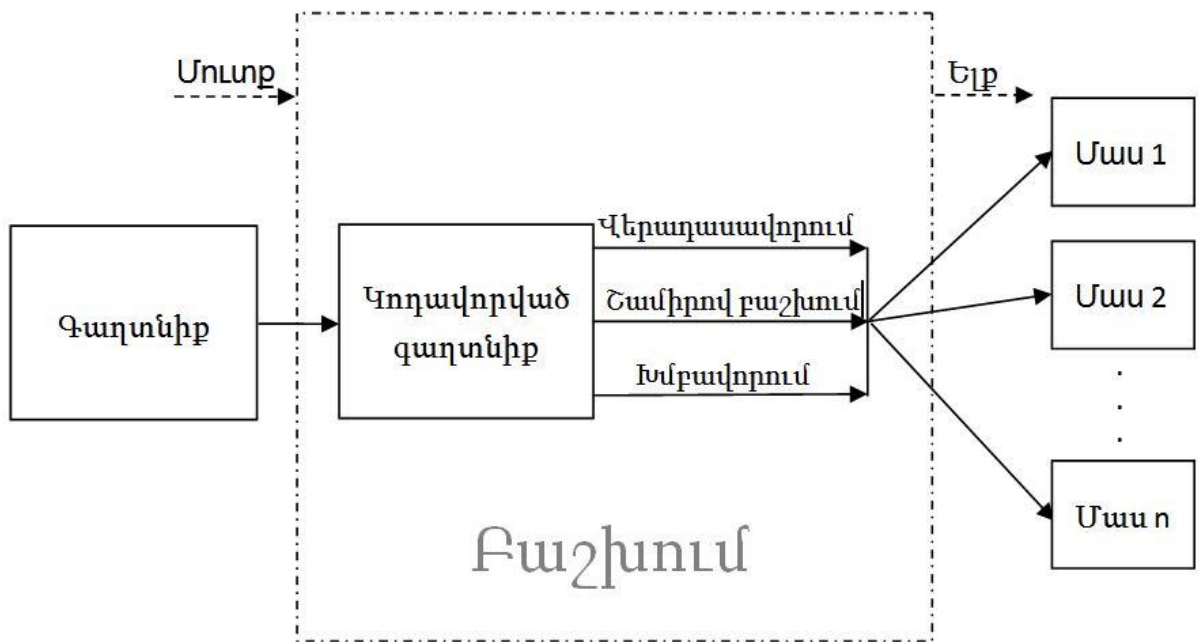 Մուտք
Ելք
Մաս 1
Վերադասավորում
Մաս 2
Գաղտնիք
Կոդավորված
գաղտնիք
Շամիրով բաշխում
Խմբավորում
.
.
.
Մաս n
Բաշխում